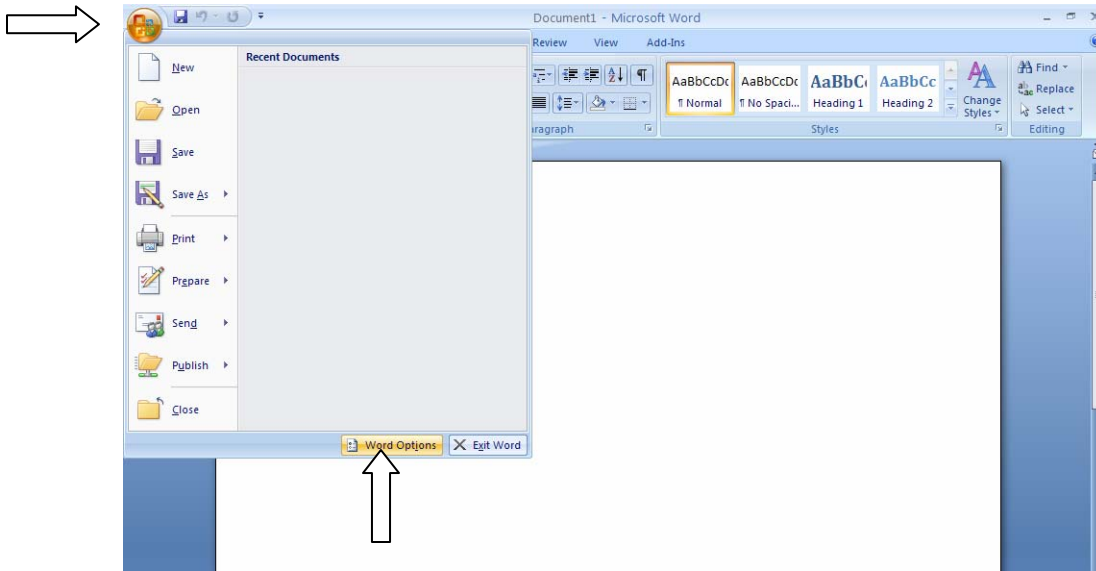 Document1 - Microsoft Word
Review View Add-Ins
New
Open
Save
Save As
Print
Prepare
Send
Publish
Close
Recent Documents
Word Options
Exit Word
AaBbCcDc AaBbCcDc AaBbC AaBbCc
¶ Normal ¶ No Spaci... Heading 1 Heading 2
Change
Styles
Styles
Find
Replace
Select
Editing